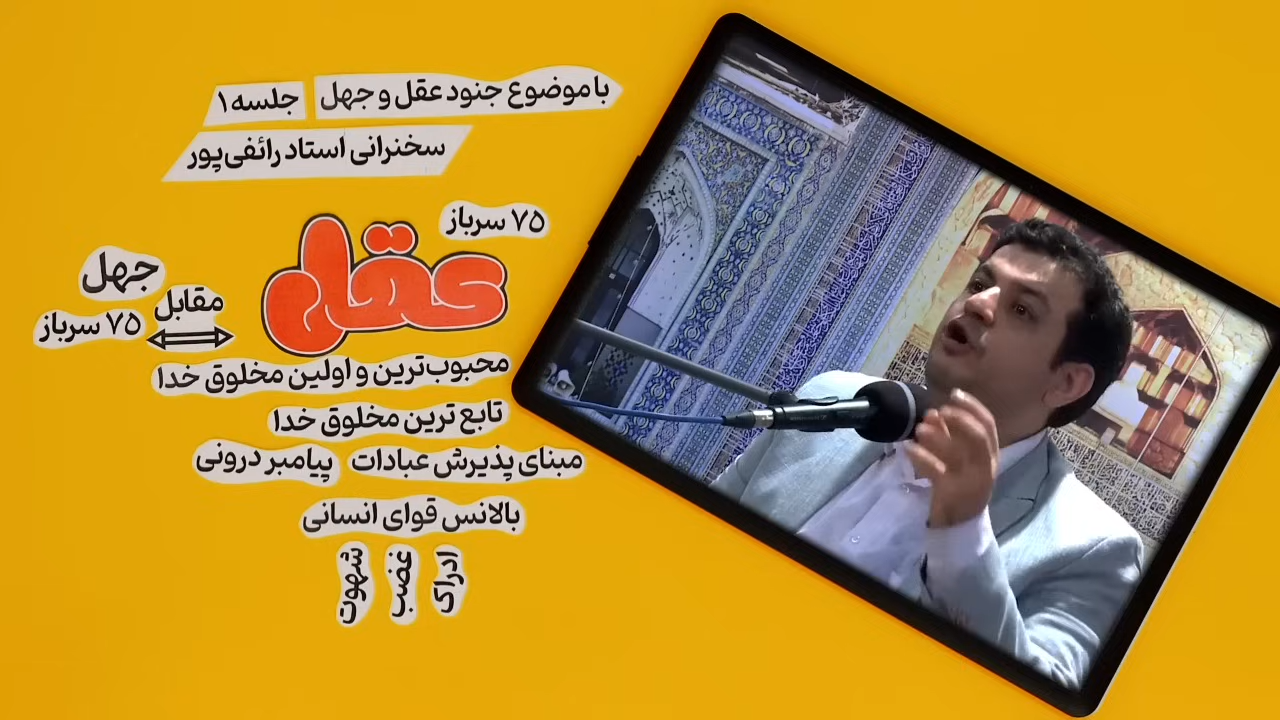 با موضوع جنود عقل و جهل جلسه ۱
سخنرانی استاد رائفی‌پور
۷۵ سرباز
عقل
جهل
مقابل
۷۵ سرباز
محبوب‌ترین و اولین مخلوق خدا
تابع ترین مخلوق خدا
مبنای پذیرش عبادات پیامبر درونی
بالانس قوای انسانی
ادراک غضب شهوت